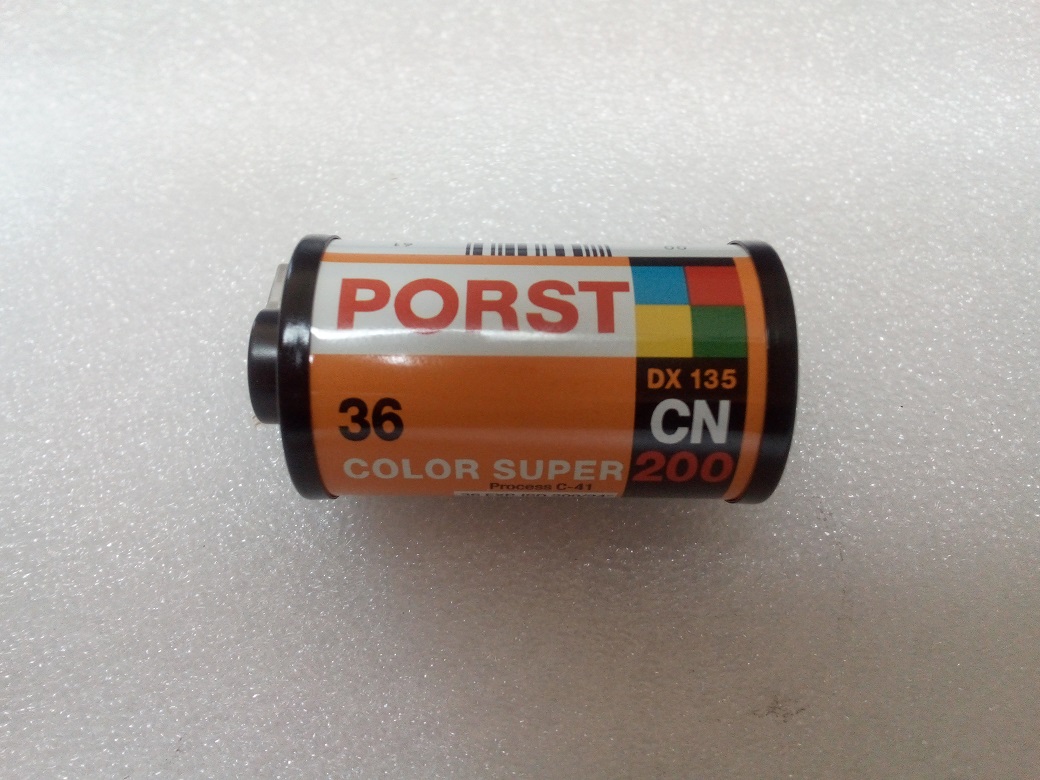 PORST
DX 135
36
CN
COLOR SUPER 200
Process C-41